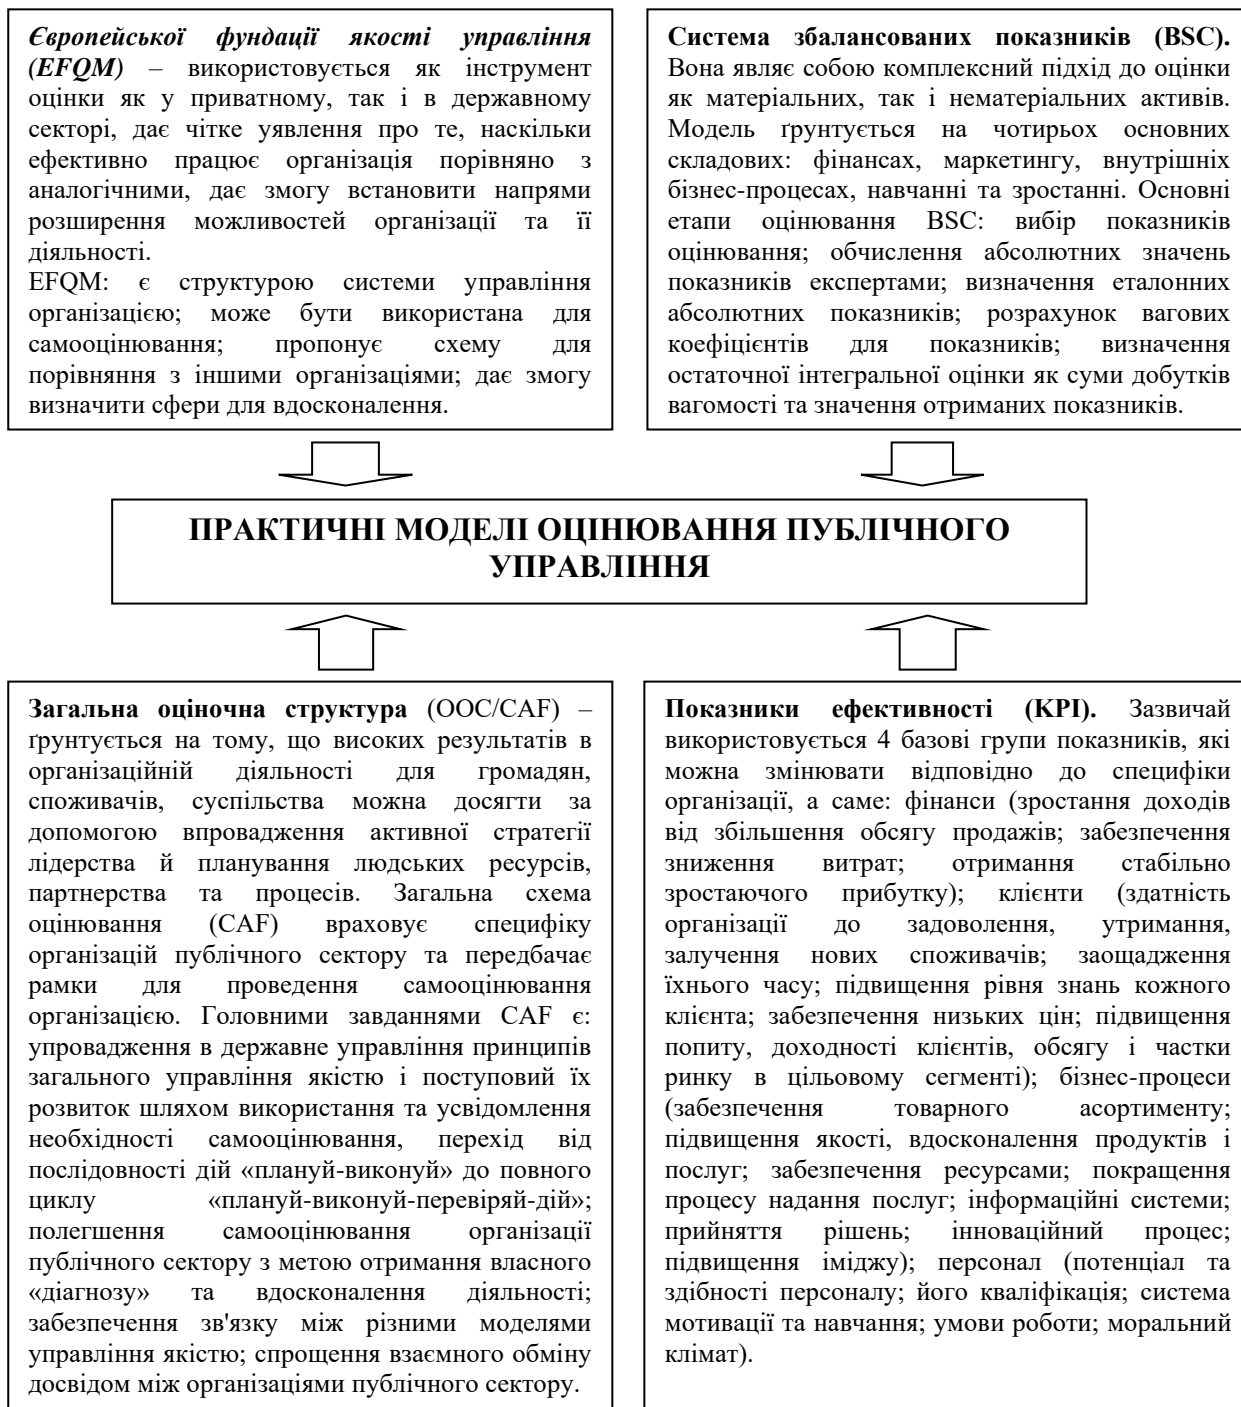 Європейської фундації якості управління
(EFQM) – використовується як інструмент
оцінки як у приватному, так і в державному
секторі, дає чітке уявлення про те, наскільки
ефективно працює організація порівняно з
аналогічними, дає змогу встановити напрями
розширення можливостей організації та її
діяльності.
EFQM: є структурою системи управління
організацією; може бути використана для
самооцінювання; пропонує схему для
порівняння з іншими організаціями; дає змогу
визначити сфери для вдосконалення.
Система збалансованих показників (BSC).
Вона являє собою комплексний підхід до оцінки
як матеріальних, так і нематеріальних активів.
Модель ґрунтується на чотирьох основних
складових: фінансах, маркетингу, внутрішніх
бізнес-процесах, навчанні та зростанні. Основні
етапи оцінювання BSC: вибір показників
оцінювання; обчислення абсолютних значень
показників експертами; визначення еталонних
абсолютних показників; розрахунок вагових
коефіцієнтів для показників; визначення
остаточної інтегральної оцінки як суми добутків
вагомості та значення отриманих показників.
ПРАКТИЧНІ МОДЕЛІ ОЦІНЮВАННЯ ПУБЛІЧНОГО
УПРАВЛІННЯ
Загальна оціночна структура (ООС/CAF) –
ґрунтується на тому, що високих результатів в
організаційній діяльності для громадян,
споживачів, суспільства можна досягти за
допомогою впровадження активної стратегії
лідерства й планування людських ресурсів,
партнерства та процесів. Загальна схема
оцінювання (CAF) враховує специфіку
організацій публічного сектору та передбачає
рамки для проведення самооцінювання
організацією. Головними завданнями CAF є:
упровадження в державне управління принципів
загального управління якістю і поступовий їх
розвиток шляхом використання та усвідомлення
необхідності самооцінювання, перехід від
послідовності дій «плануй-виконуй» до повного
циклу «плануй-виконуй-перевіряй-дій»;
полегшення самооцінювання організації
публічного сектору з метою отримання власного
«діагнозу» та вдосконалення діяльності;
забезпечення зв'язку між різними моделями
управління якістю; спрощення взаємного обміну
досвідом між організаціями публічного сектору.
Показники ефективності (KPI). Зазвичай
використовується 4 базові групи показників, які
можна змінювати відповідно до специфіки
організації, а саме: фінанси (зростання доходів
від збільшення обсягу продажів; забезпечення
зниження витрат; отримання стабільно
зростаючого прибутку); клієнти (здатність
організації до задоволення, утримання,
залучення нових споживачів; заощадження
їхнього часу; підвищення рівня знань кожного
клієнта; забезпечення низьких цін; підвищення
попиту, доходності клієнтів, обсягу і частки
ринку в цільовому сегменті); бізнес-процеси
(забезпечення товарного асортименту;
підвищення якості, вдосконалення продуктів і
послуг; забезпечення ресурсами; покращення
процесу надання послуг; інформаційні системи;
прийняття рішень; інноваційний процес;
підвищення іміджу); персонал (потенціал та
здібності персоналу; його кваліфікація; система
мотивації та навчання; умови роботи; моральний
клімат).